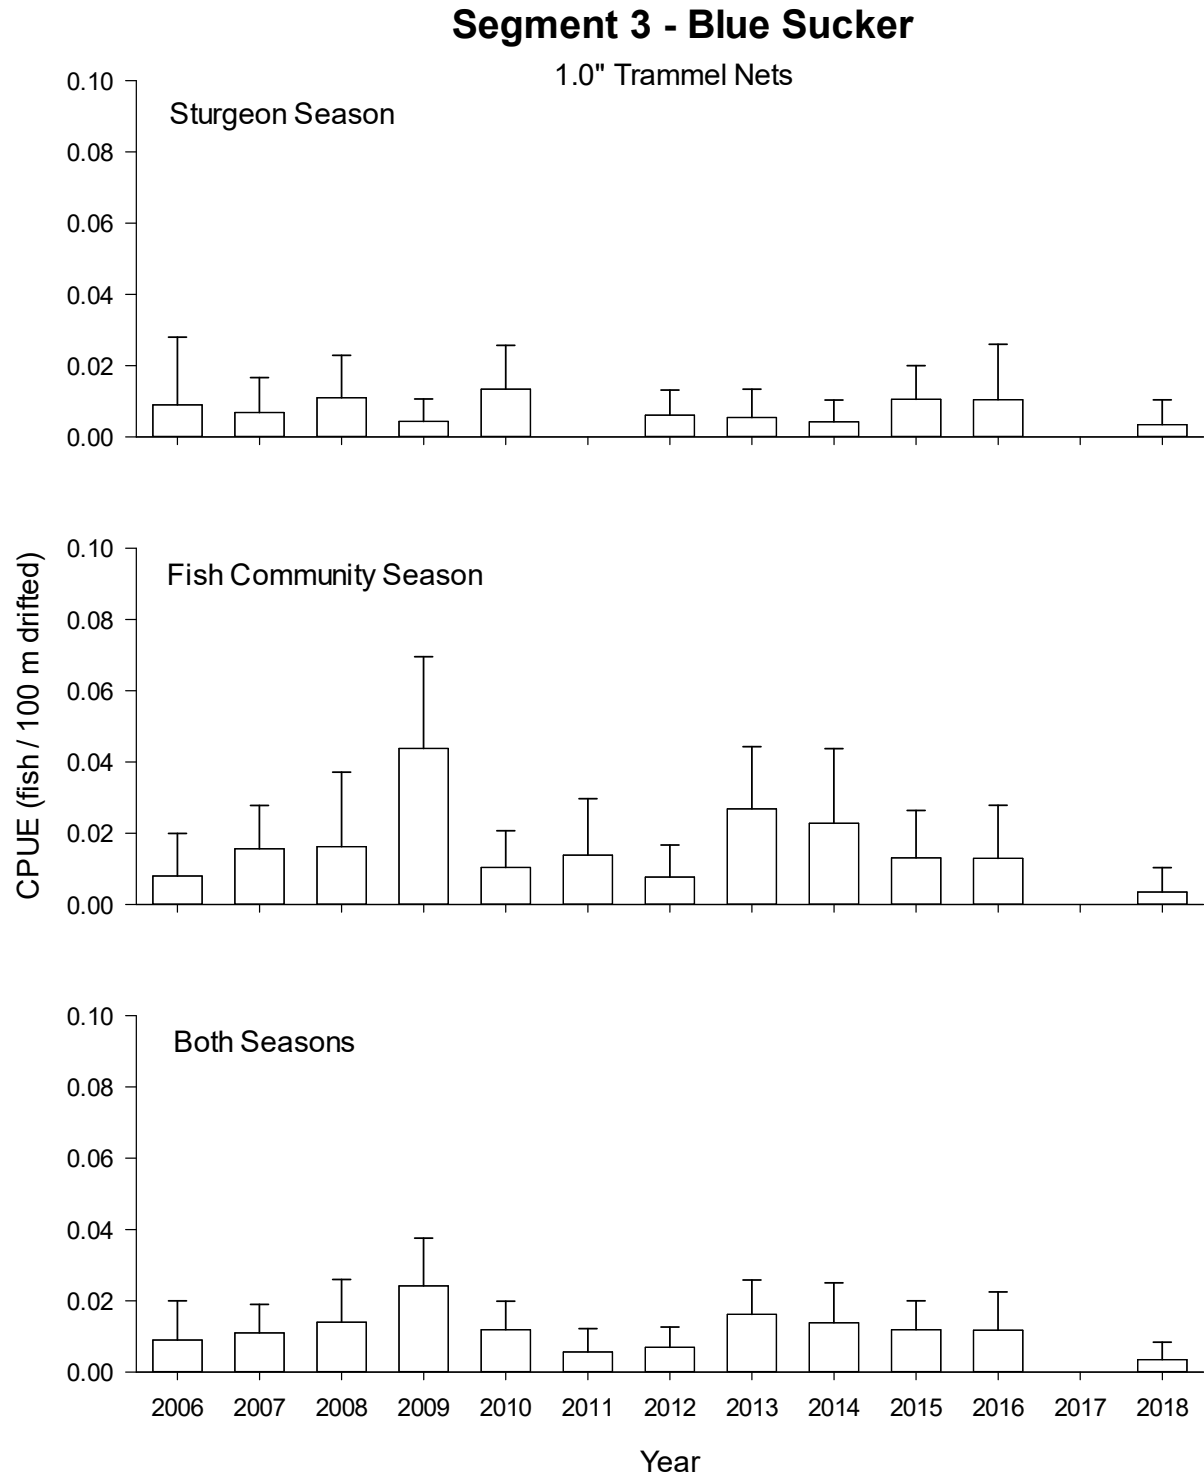 Segment 3 - Blue Sucker
1.0" Trammel Nets
Sturgeon Season
0.10
0.08
0.06
0.04
0.02
0.00
CPUE (fish / 100 m drifted)
Fish Community Season
0.10
0.08
0.06
0.04
0.02
0.00
Both Seasons
0.10
0.08
0.06
0.04
0.02
0.00
2006 2007 2008 2009 2010 2011 2012 2013 2014 2015 2016 2017 2018
Year